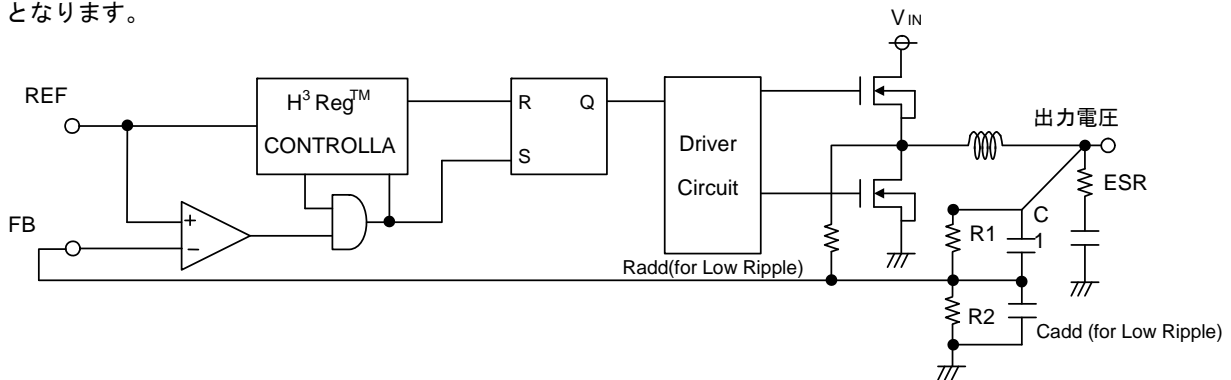 となります。
VIN
REF
H³ Reg™
CONTROLLA
R
Q
S
Driver
Circuit
出力電圧
ESR
FB
+
−
R1
C
1
Radd(for Low Ripple)
R2
Cadd (for Low Ripple)